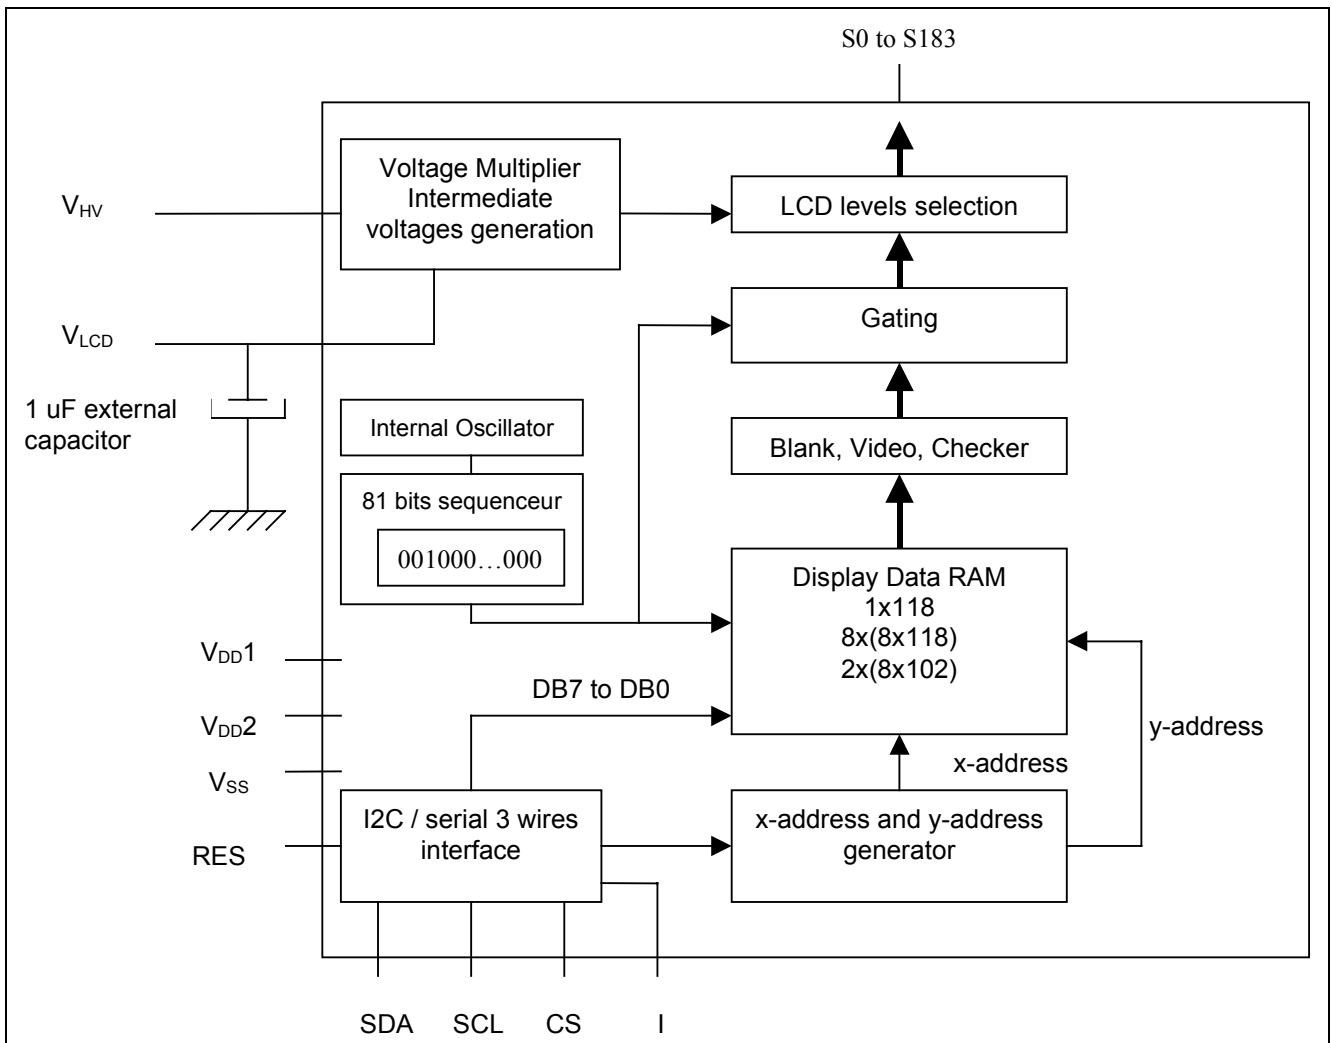 S0 to S183
Voltage Multiplier
Intermediate
voltages generation
LCD levels selection
VHV
Gating
VLCD
1 uF external
capacitor
Internal Oscillator
Blank, Video, Checker
81 bits sequenceur
001000…000
Display Data RAM
1x118
8x(8x118)
2x(8x102)
VDD1
DB7 to DB0
VDD2
y-address
x-address
VSS
I2C / serial 3 wires
interface
x-address and y-address
generator
RES
SDA
SCL
CS
I